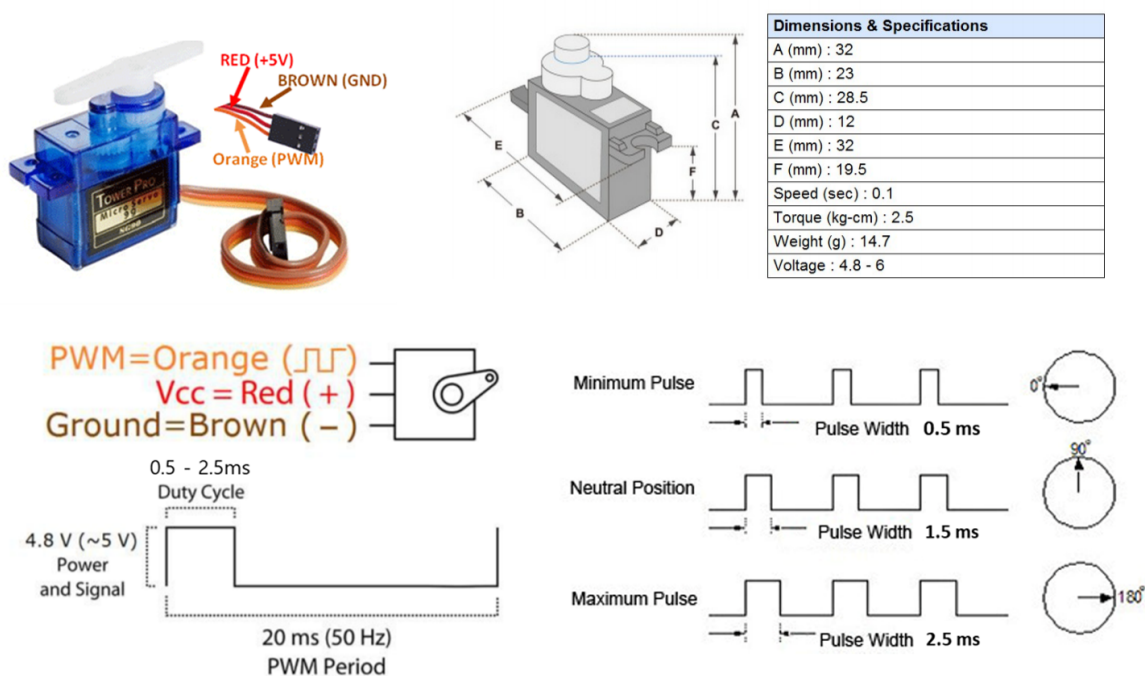 RED (+5V)
BROWN (GND)
Orange (PWM)
TOWER PRO
Micro Servo
9g
SG90
A
C
E
F
B
D
Dimensions & Specifications
A (mm) : 32
B (mm) : 23
C (mm) : 28.5
D (mm) : 12
E (mm) : 32
F (mm) : 19.5
Speed (sec) : 0.1
Torque (kg-cm) : 2.5
Weight (g) : 14.7
Voltage : 4.8 - 6
PWM=Orange ( )
Vcc = Red ( + )
Ground=Brown ( − )
0.5 - 2.5ms
Duty Cycle
4.8 V (~5 V)
Power
and Signal
20 ms (50 Hz)
PWM Period
Minimum Pulse
Pulse Width 0.5 ms
0°
Neutral Position
Pulse Width 1.5 ms
90°
Maximum Pulse
Pulse Width 2.5 ms
180°